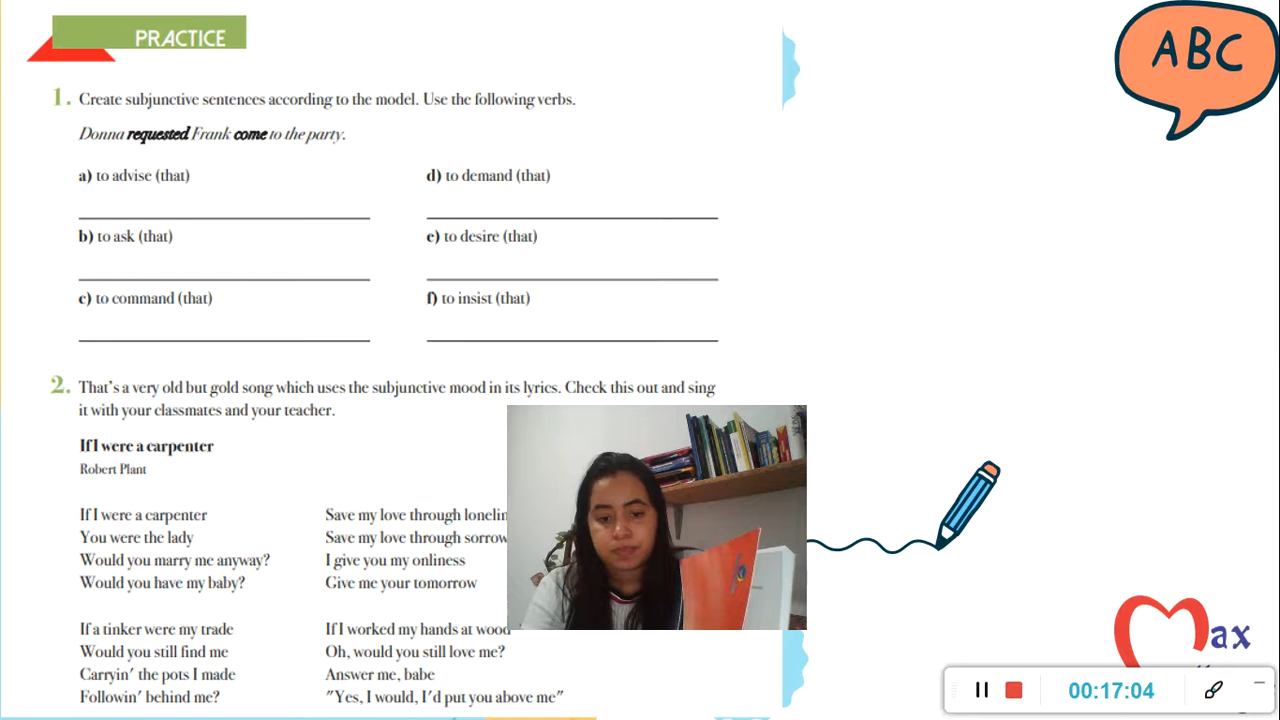 PRACTICE
ABC
1. Create subjunctive sentences according to the model. Use the following verbs.
Donna requested Frank come to the party.
a) to advise (that)
d) to demand (that)
b) to ask (that)
e) to desire (that)
c) to command (that)
f) to insist (that)
2. That's a very old but gold song which uses the subjunctive mood in its lyrics. Check this out and sing
it with your classmates and your teacher.
If I were a carpenter
Robert Plant
If I were a carpenter
You were the lady
Would you marry me anyway?
Would you have my baby?
If a tinker were my trade
Would you still find me
Carryin' the pots I made
Followin' behind me?
Save my love through
Save my love through sorrow
I give you my onliness
Give me your tomorrow
If I worked my hands at wood
Oh, would you still love me?
Answer me, babe
"Yes, I would, I'd put you above me"
Max
00:17:04